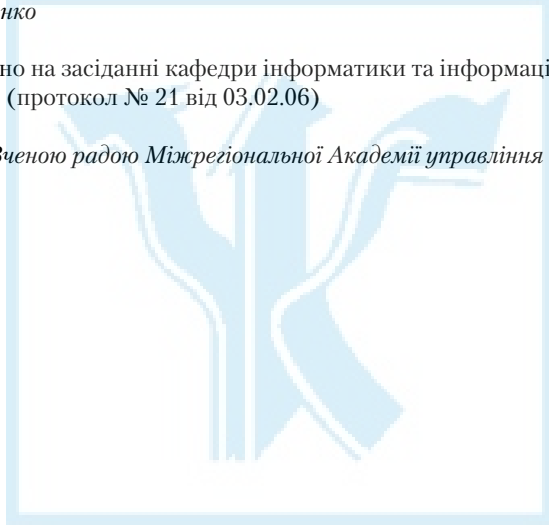 нко
но на засіданні кафедри інформатики та інформаці
(протокол № 21 від 03.02.06)
Вченою радою Міжрегіональної Академії управління